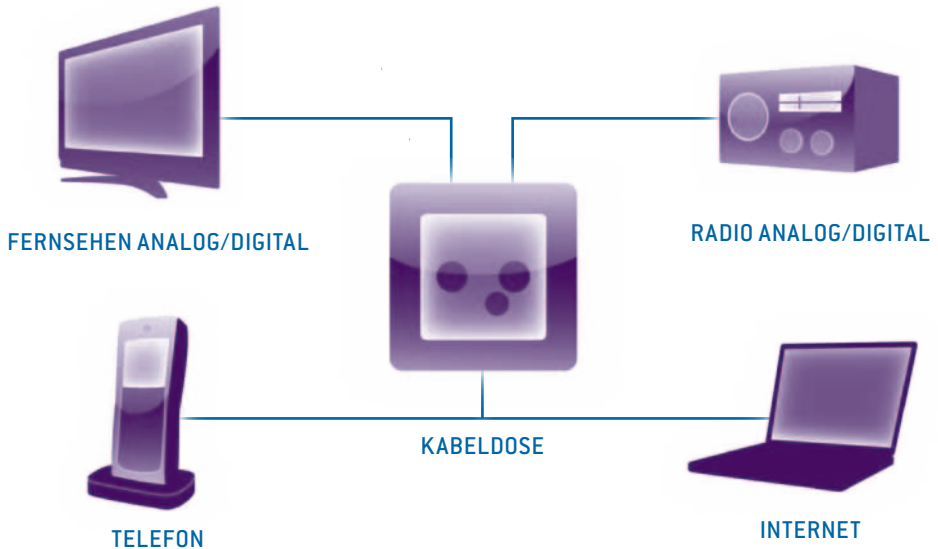 FERNSEHEN ANALOG/DIGITAL
RADIO ANALOG/DIGITAL
KABELDOSE
TELEFON
INTERNET